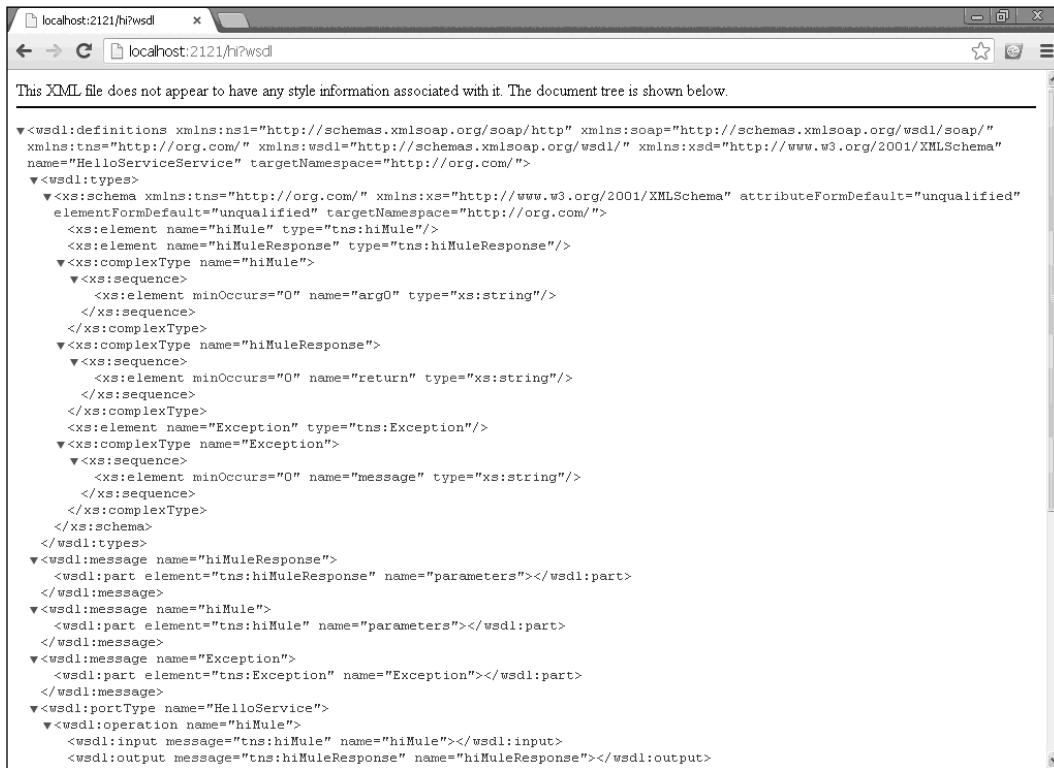 localhost:2121/hi?wsdl
localhost:2121/hi?wsdl
This XML file does not appear to have any style information associated with it. The document tree is shown below.
▼<wsdl:definitions xmlns:ns1="http://schemas.xmlsoap.org/soap/http" xmlns:soap="http://schemas.xmlsoap.org/wsdl/soap/"
xmlns:tns="http://org.com/" xmlns:wsdl="http://schemas.xmlsoap.org/wsdl/" xmlns:xsd="http://www.w3.org/2001/XMLSchema"
name="HelloServiceService" targetNamespace="http://org.com/">
▼<wsdl:types>
▼<xs:schema xmlns:tns="http://org.com/" xmlns:xs="http://www.w3.org/2001/XMLSchema" attributeFormDefault="unqualified"
elementFormDefault="unqualified" targetNamespace="http://org.com/">
<xs:element name="hiMule" type="tns:hiMule"/>
<xs:element name="hiMuleResponse" type="tns:hiMuleResponse"/>
▼<xs:complexType name="hiMule">
▼<xs:sequence>
<xs:element minOccurs="0" name="arg0" type="xs:string"/>
</xs:sequence>
</xs:complexType>
▼<xs:complexType name="hiMuleResponse">
▼<xs:sequence>
<xs:element minOccurs="0" name="return" type="xs:string"/>
</xs:sequence>
</xs:complexType>
<xs:element name="Exception" type="tns:Exception"/>
▼<xs:complexType name="Exception">
▼<xs:sequence>
<xs:element minOccurs="0" name="message" type="xs:string"/>
</xs:sequence>
</xs:complexType>
</xs:schema>
</wsdl:types>
▼<wsdl:message name="hiMuleResponse">
<wsdl:part element="tns:hiMuleResponse" name="parameters"></wsdl:part>
</wsdl:message>
▼<wsdl:message name="hiMule">
<wsdl:part element="tns:hiMule" name="parameters"></wsdl:part>
</wsdl:message>
▼<wsdl:message name="Exception">
<wsdl:part element="tns:Exception" name="Exception"></wsdl:part>
</wsdl:message>
▼<wsdl:portType name="HelloService">
▼<wsdl:operation name="hiMule">
<wsdl:input message="tns:hiMule" name="hiMule"></wsdl:input>
<wsdl:output message="tns:hiMuleResponse" name="hiMuleResponse"></wsdl:output>